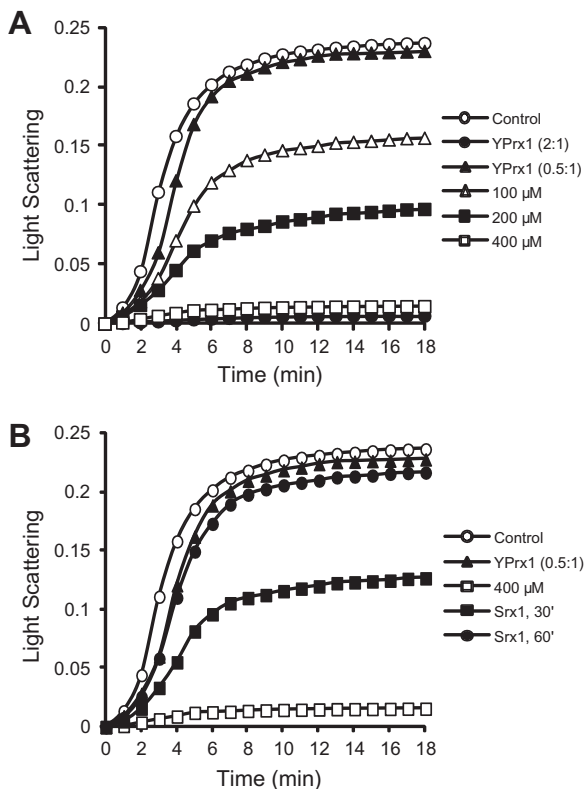 A
0.25
0.2
0.15
0.1
0.05
0
Light Scattering
0 2 4 6 8 10 12 14 16 18
Time (min)
Control
YPrx1 (2:1)
YPrx1 (0.5:1)
100 µM
200 µM
400 µM
B
0.25
0.2
0.15
0.1
0.05
0
Light Scattering
0 2 4 6 8 10 12 14 16 18
Time (min)
Control
YPrx1 (0.5:1)
400 µM
Srx1, 30'
Srx1, 60'